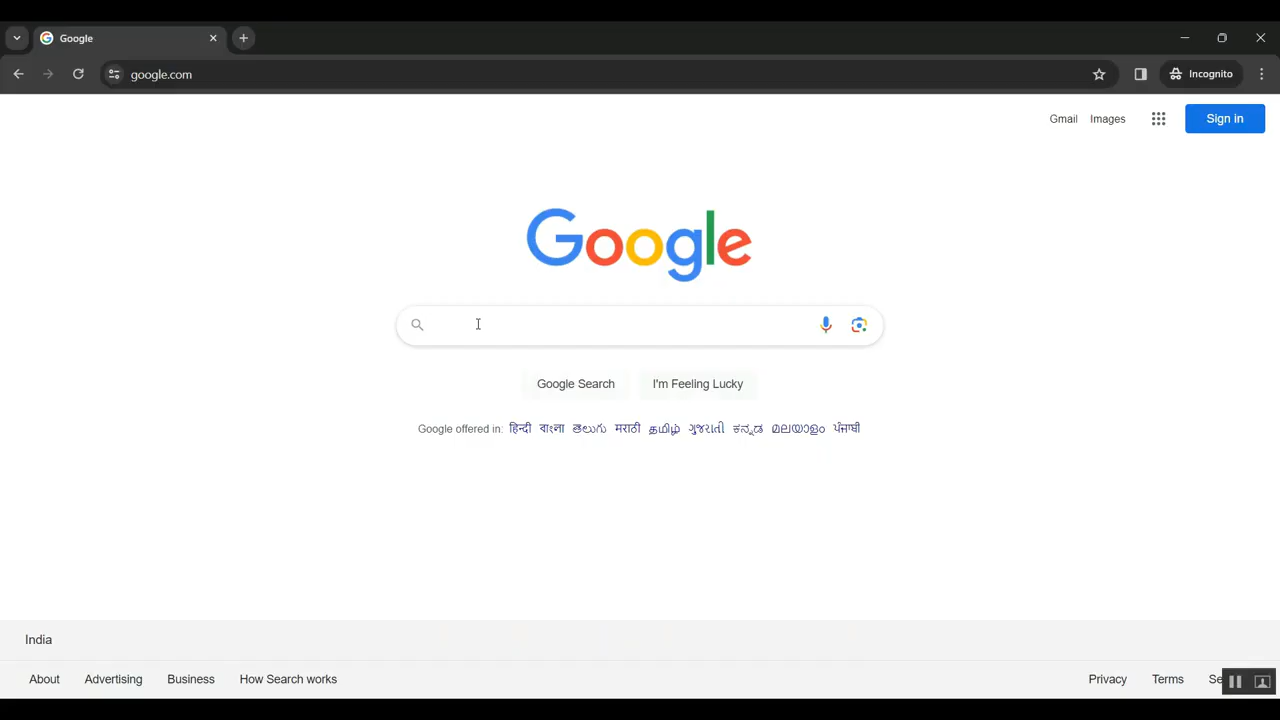 Google
google.com
Incognito
Gmail Images Sign in
Google
Google Search I'm Feeling Lucky
Google offered in: हिन्दी বাংলা తెలుగు मराठी தமிழ் ગુજરાતી ಕನ್ನಡ മലയാളം ਪੰਜਾਬੀ
India
About Advertising Business How Search works Privacy Terms Se